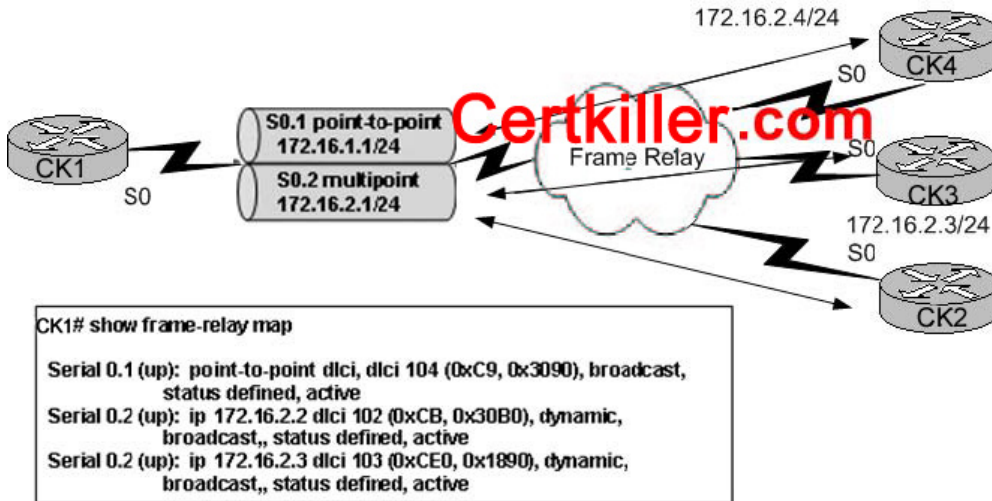 172.16.2.4/24
S0
CK4
Certkiller.com
S0.1 point-to-point
172.16.1.1/24
CK1
Frame Relay
S0
CK3
S0.2 multipoint
172.16.2.1/24
S0
172.16.2.3/24
S0
CK2
CK1# show frame-relay map
Serial 0.1 (up): point-to-point dlci, dlci 104 (0xC9, 0x3090), broadcast,
status defined, active
Serial 0.2 (up): ip 172.16.2.2 dlci 102 (0xCB, 0x30B0), dynamic,
broadcast,, status defined, active
Serial 0.2 (up): ip 172.16.2.3 dlci 103 (0xCE0, 0x1890), dynamic,
broadcast,, status defined, active